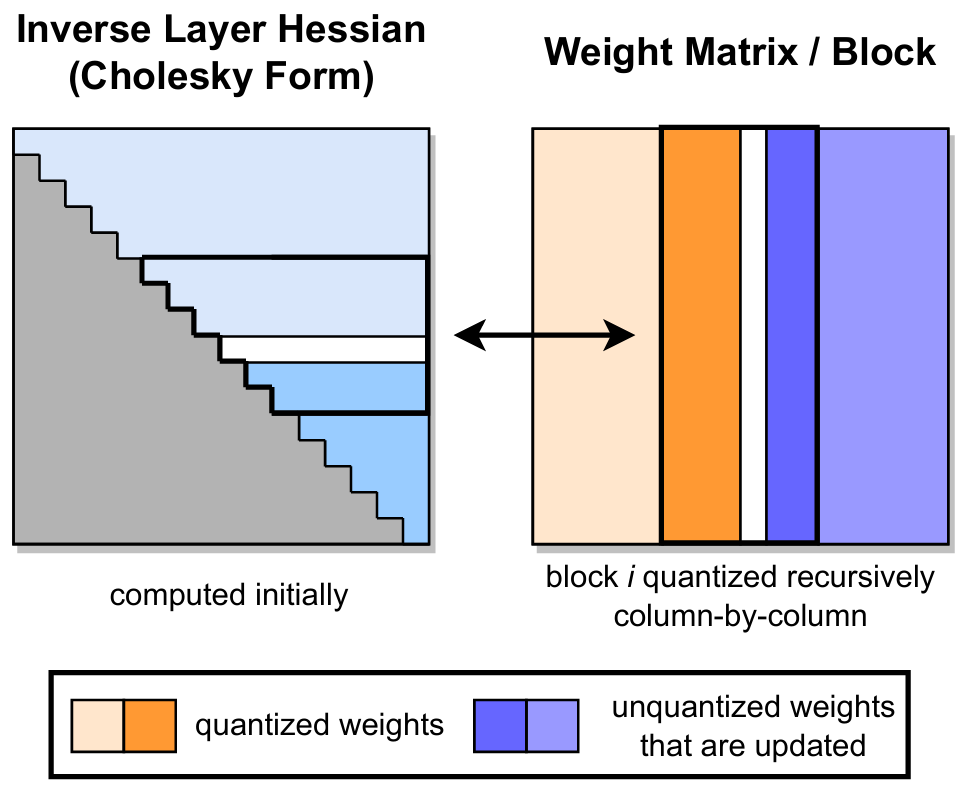 Inverse Layer Hessian
(Cholesky Form)
Weight Matrix / Block
computed initially
block i quantized recursively
column-by-column
quantized weights
unquantized weights
that are updated